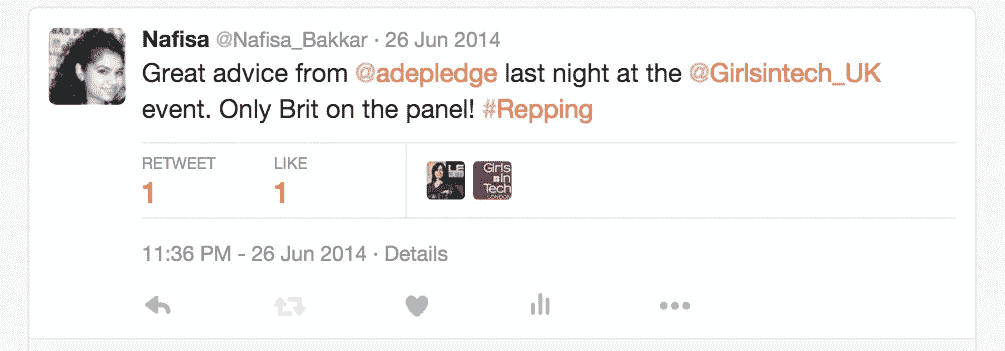 Nafisa @Nafisa_Bakkar · 26 Jun 2014
Great advice from @adepledge last night at the @Girlsintech_UK
event. Only Brit on the panel! #Repping
RETWEET LIKE
1 1
Girls
in
Tech
11:36 PM - 26 Jun 2014 · Details